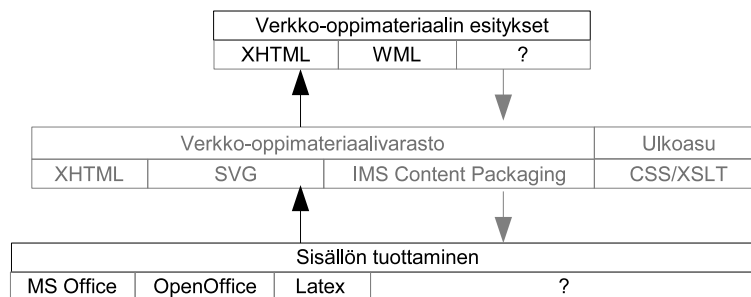 Verkko-oppimateriaalin esitykset
XHTML WML ?
Verkko-oppimateriaalivarasto Ulkoasu
XHTML SVG IMS Content Packaging CSS/XSLT
Sisällön tuottaminen
MS Office OpenOffice Latex ?